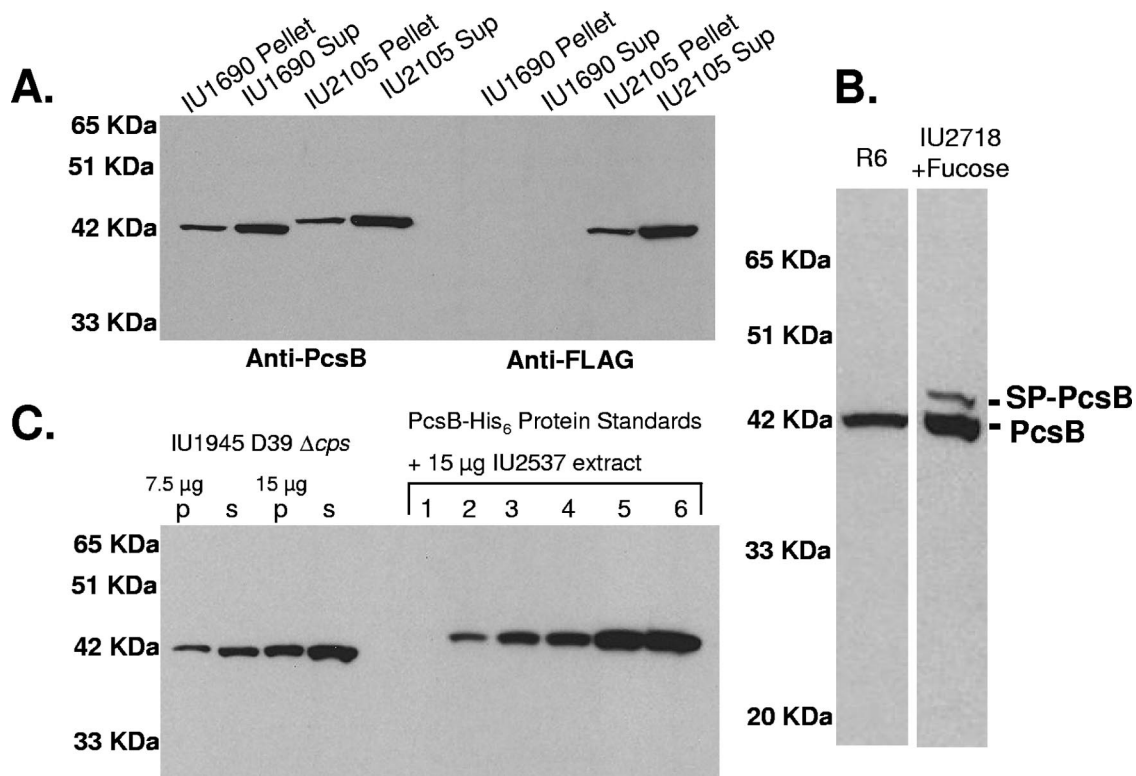 A.
IU1690 Pellet
IU1690 Sup
IU2105 Pellet
IU2105 Sup
IU1690 Pellet
IU1690 Sup
IU2105 Pellet
IU2105 Sup
65 KDa
51 KDa
42 KDa
33 KDa
Anti-PcsB
Anti-FLAG
B.
R6
IU2718
+Fucose
65 KDa
51 KDa
42 KDa
33 KDa
20 KDa
SP-PcsB
PcsB
C.
IU1945 D39 Δcps
7.5 µg
15 µg
p s p s
PcsB-His₆ Protein Standards
+ 15 µg IU2537 extract
1 2 3 4 5 6
65 KDa
51 KDa
42 KDa
33 KDa